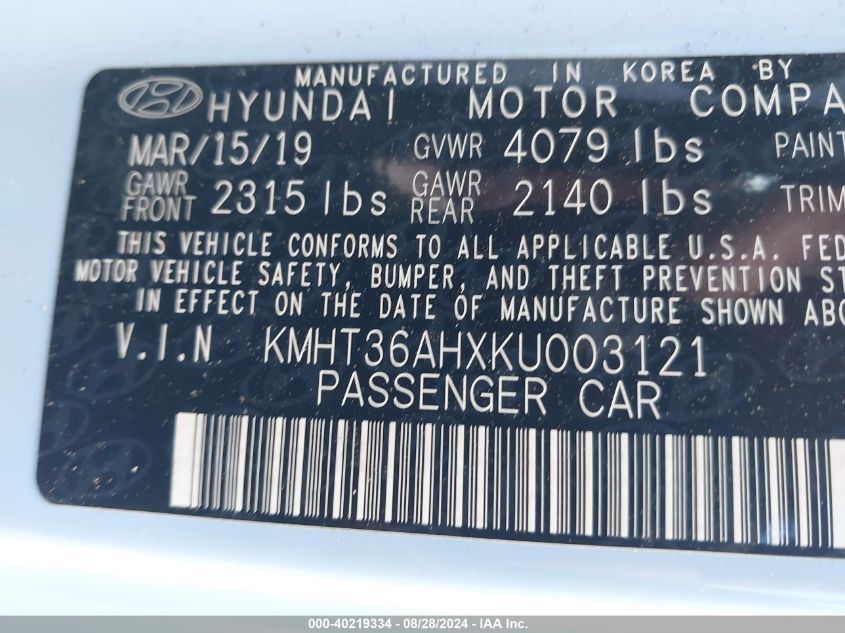 MANUFACTURED IN KOREA BY
HYUNDAI MOTOR COMPA
MAR/15/19 GVWR 4079 lbs PAINT
GAWR FRONT 2315 lbs GAWR REAR 2140 lbs TRIM
THIS VEHICLE CONFORMS TO ALL APPLICABLE U.S.A. FED
MOTOR VEHICLE SAFETY, BUMPER, AND THEFT PREVENTION ST
IN EFFECT ON THE DATE OF MANUFACTURE SHOWN ABO
V.I.N KMHT36AHXKU003121
PASSENGER CAR
000-40219334 - 08/28/2024 - IAA Inc.